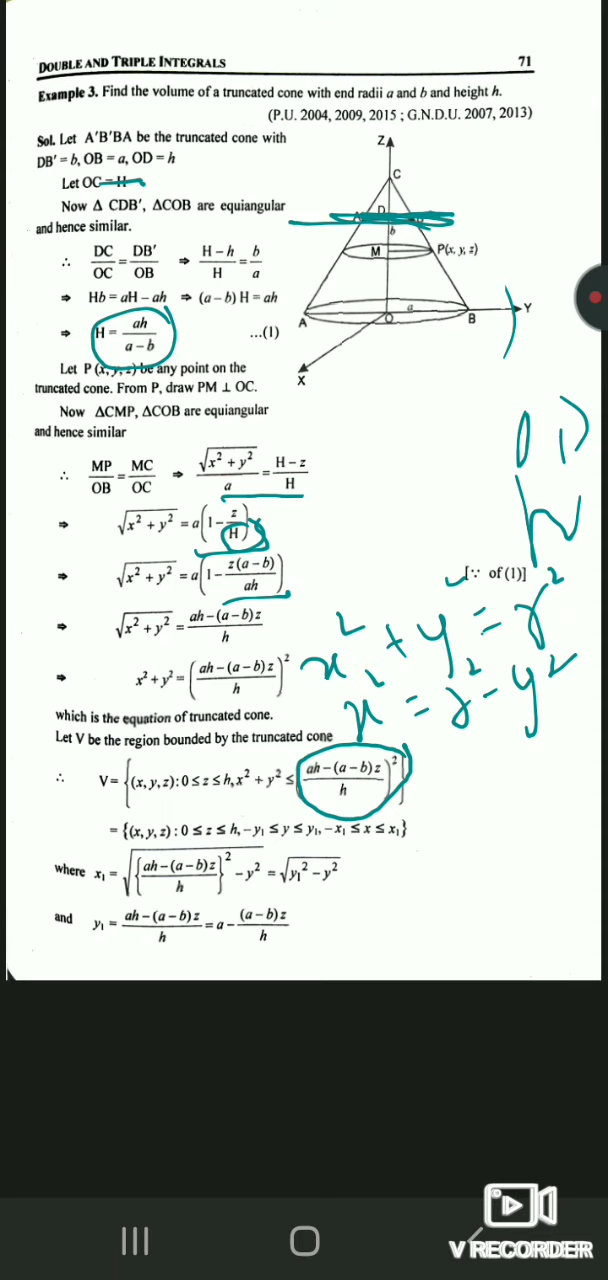 DOUBLE AND TRIPLE INTEGRALS 71
Example 3. Find the volume of a truncated cone with end radii a and b and height h.
(P.U. 2004, 2009, 2015 ; G.N.D.U. 2007, 2013)
Sol. Let A'B'BA be the truncated cone with
DB' = b, OB = a, OD = h
Let OC = H
Now Δ CDB', ΔCOB are equiangular
and hence similar.
∴ DC/OC = DB'/OB ⇒ H – h/H = b/a
⇒ Hb = aH – ah ⇒ (a – b) H = ah
⇒ H = ah/a – b ...(1)
Let P (x, y, z) be any point on the
truncated cone. From P, draw PM ⊥ OC.
Now ΔCMP, ΔCOB are equiangular
and hence similar
∴ MP/OB = MC/OC ⇒ √(x² + y²)/a = H – z/H
⇒ √(x² + y²) = a(1 – z/H)
⇒ √(x² + y²) = a(1 – z(a – b)/ah) [∵ of (1)]
⇒ √(x² + y²) = ah – (a – b)z/h
⇒ x² + y² = (ah – (a – b)z/h)²
which is the equation of truncated cone.
Let V be the region bounded by the truncated cone
∴ V = {(x, y, z) : 0 ≤ z ≤ h, x² + y² ≤ (ah – (a – b)z/h)²}
= {(x, y, z) : 0 ≤ z ≤ h, – y₁ ≤ y ≤ y₁, – x₁ ≤ x ≤ x₁}
where x₁ = √({ah – (a – b)z/h}² – y²) = √(y₁² – y²)
and y₁ = ah – (a – b)z/h = a – (a – b)z/h
Z
C
D
b
M P(x, y, z)
a
A O B Y
X
h
x² + y² = r²
x² = r² - y²
V RECORDER